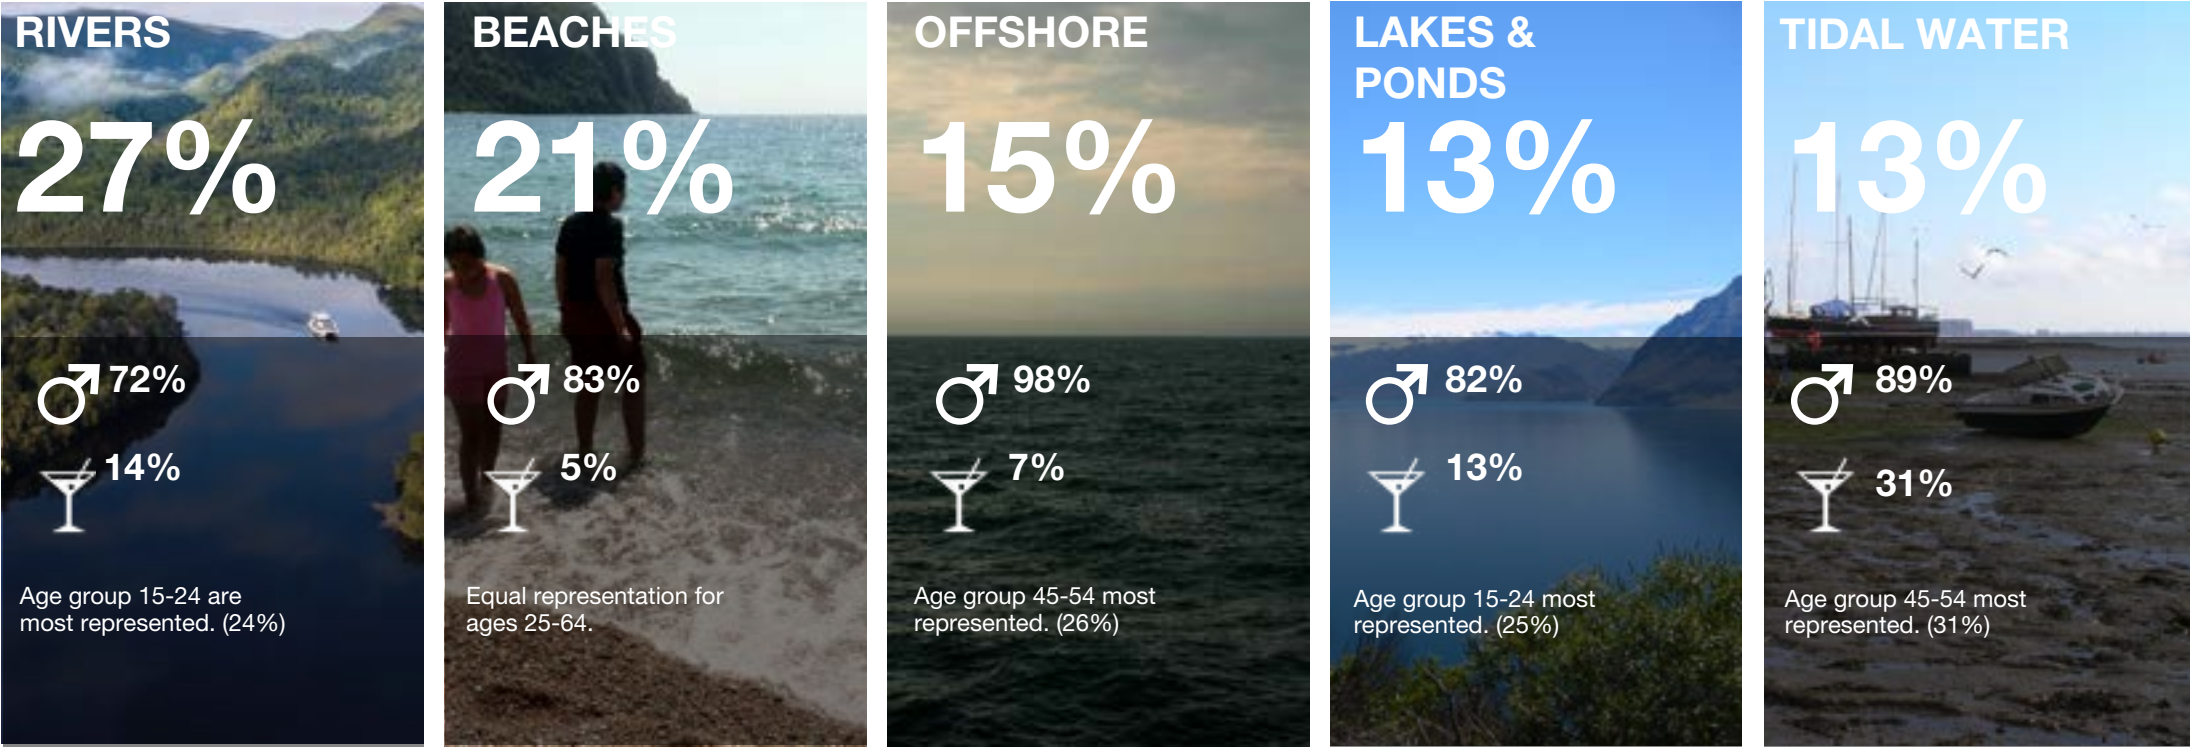 RIVERS
27%
72%
14%
Age group 15-24 are
most represented. (24%)
BEACHES
21%
83%
5%
Equal representation for
ages 25-64.
OFFSHORE
15%
98%
7%
Age group 45-54 most
represented. (26%)
LAKES &
PONDS
13%
82%
13%
Age group 15-24 most
represented. (25%)
TIDAL WATER
13%
89%
31%
Age group 45-54 most
represented. (31%)